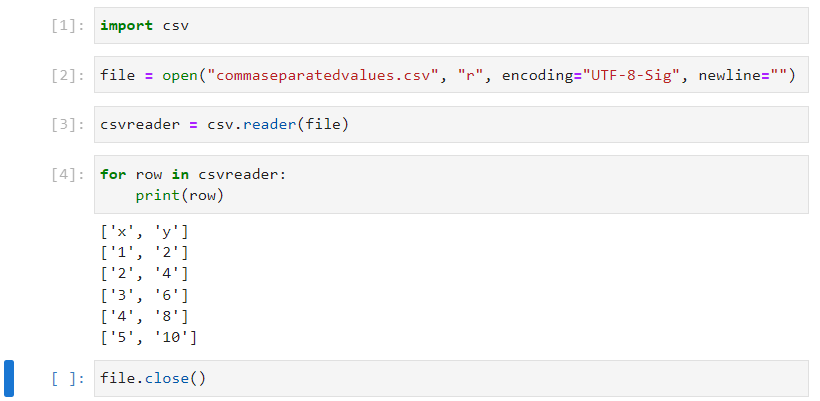 [1]: import csv
[2]: file = open("commaseparatedvalues.csv", "r", encoding="UTF-8-Sig", newline="")
[3]: csvreader = csv.reader(file)
[4]: for row in csvreader:
    print(row)
['x', 'y']
['1', '2']
['2', '4']
['3', '6']
['4', '8']
['5', '10']
[ ]: file.close()